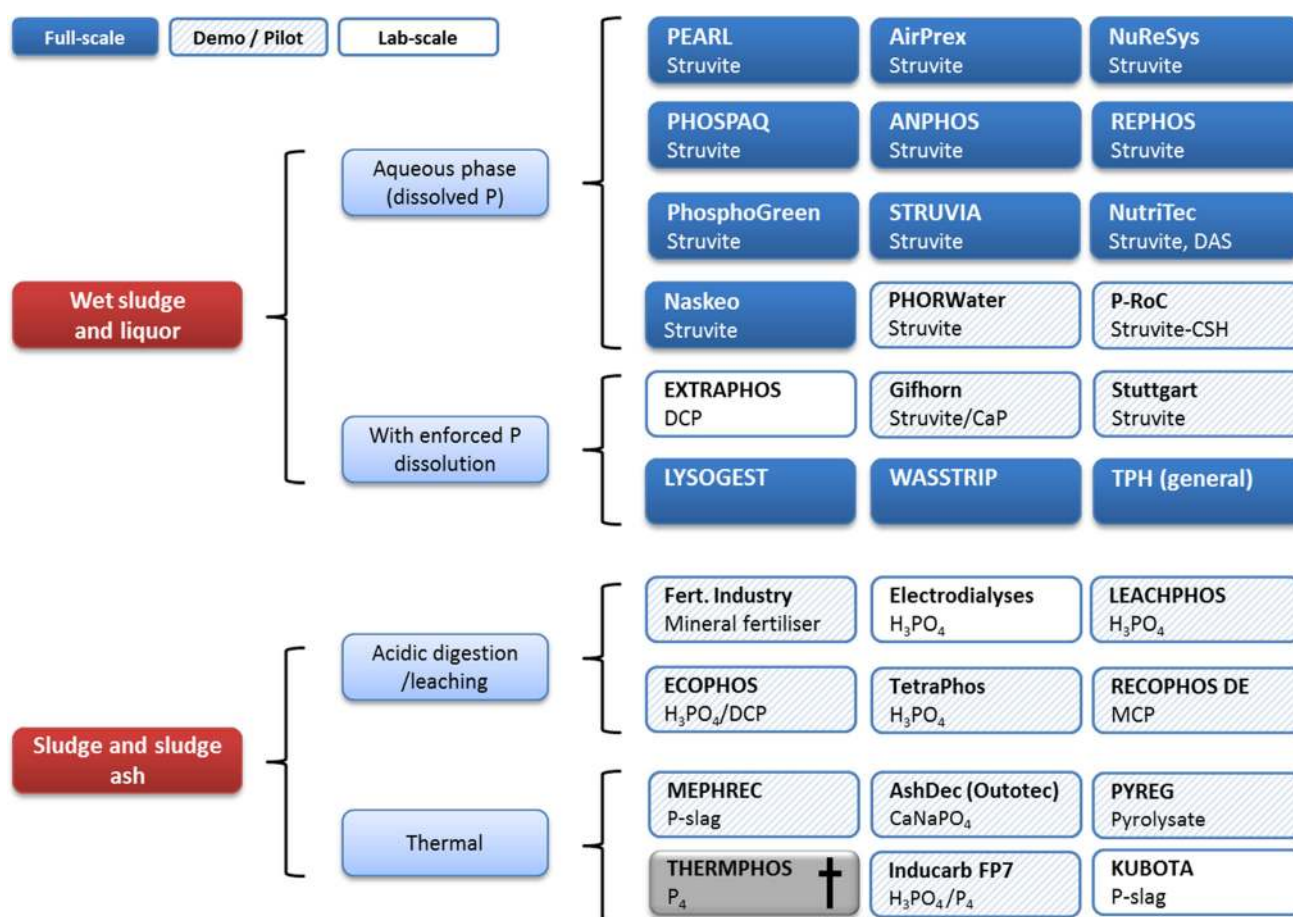 Full-scale
Demo / Pilot
Lab-scale
PEARL
Struvite
AirPrex
Struvite
NuReSys
Struvite
PHOSPAQ
Struvite
ANPHOS
Struvite
REPHOS
Struvite
Aqueous phase
(dissolved P)
PhosphoGreen
Struvite
STRUVIA
Struvite
NutriTec
Struvite, DAS
Wet sludge
and liquor
Naskeo
Struvite
PHORWater
Struvite
P-RoC
Struvite-CSH
With enforced P
dissolution
EXTRAPHOS
DCP
Gifhorn
Struvite/CaP
Stuttgart
Struvite
LYSOGEST
WASSTRIP
TPH (general)
Sludge and sludge
ash
Acidic digestion
/leaching
Fert. Industry
Mineral fertiliser
Electrodialyses
H₃PO₄
LEACHPHOS
H₃PO₄
ECOPHOS
H₃PO₄/DCP
TetraPhos
H₃PO₄
RECOPHOS DE
MCP
Thermal
MEPHREC
P-slag
AshDec (Outotec)
CaNaPO₄
PYREG
Pyrolysate
THERMPHOS
P₄
Inducarb FP7
H₃PO₄/P₄
KUBOTA
P-slag